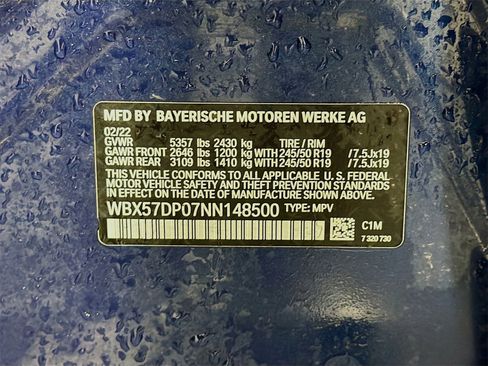 MFD BY BAYERISCHE MOTOREN WERKE AG
02/22
GVWR 5357 lbs 2430 kg TIRE / RIM
GAWR FRONT 2646 lbs 1200 kg WITH 245/50 R19 /7.5Jx19
GAWR REAR 3109 lbs 1410 kg WITH 245/50 R19 /7.5Jx19
THIS VEHICLE CONFORMS TO ALL APPLICABLE U. S. FEDERAL
MOTOR VEHICLE SAFETY, BUMPER, AND THEFT PREVENTION STANDARDS
IN EFFECT ON THE DATE OF MANUFACTURE SHOWN ABOVE.
WBX57DP07NN148500 TYPE: MPV
C1M
7 320 730